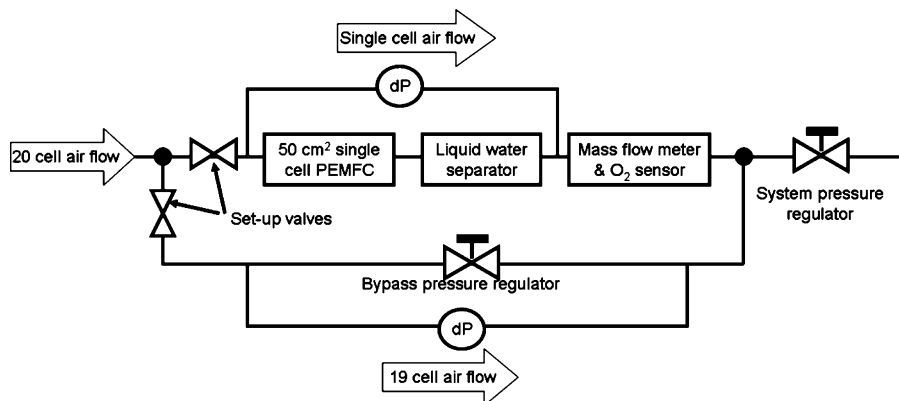 Single cell air flow
dP
20 cell air flow
50 cm² single
cell PEMFC
Liquid water
separator
Mass flow meter
& O₂ sensor
System pressure
regulator
Set-up valves
Bypass pressure regulator
dP
19 cell air flow